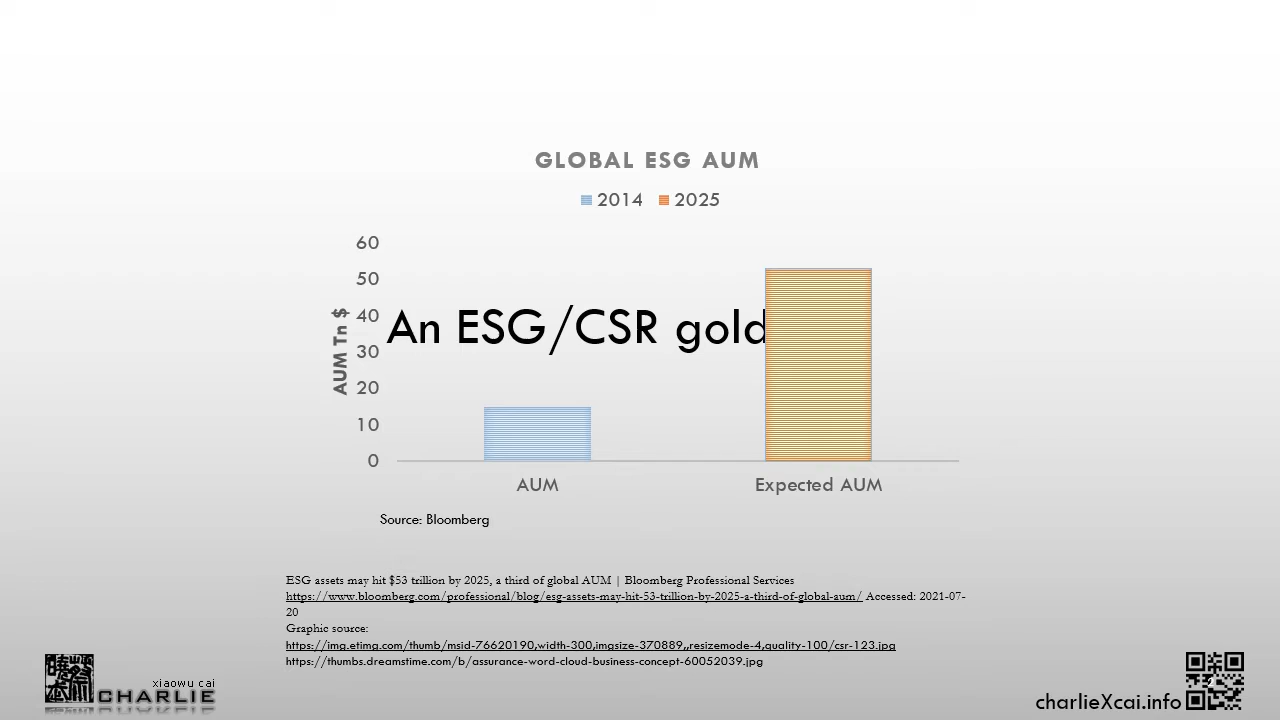 GLOBAL ESG AUM
2014 2025
60
50
40
30
20
10
0
AUM Tn $
An ESG/CSR gold
AUM Expected AUM
Source: Bloomberg
ESG assets may hit $53 trillion by 2025, a third of global AUM | Bloomberg Professional Services
https://www.bloomberg.com/professional/blog/esg-assets-may-hit-53-trillion-by-2025-a-third-of-global-aum/ Accessed: 2021-07-
20
Graphic source:
https://img.etimg.com/thumb/msid-76620190,width-300,imgsize-370889,,resizemode-4,quality-100/csr-123.jpg
https://thumbs.dreamstime.com/b/assurance-word-cloud-business-concept-60052039.jpg
xiaowu cai
CHARLIE
charlieXcai.info